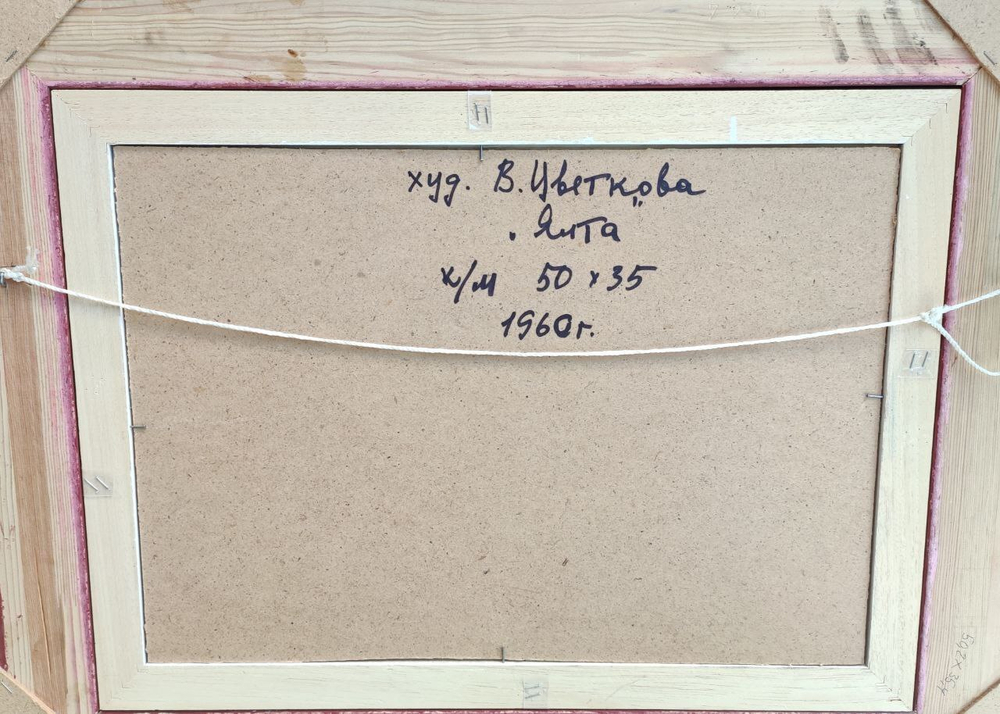 худ. В. Цветкова
„Ялта"
х/м 50 х 35
1960г.